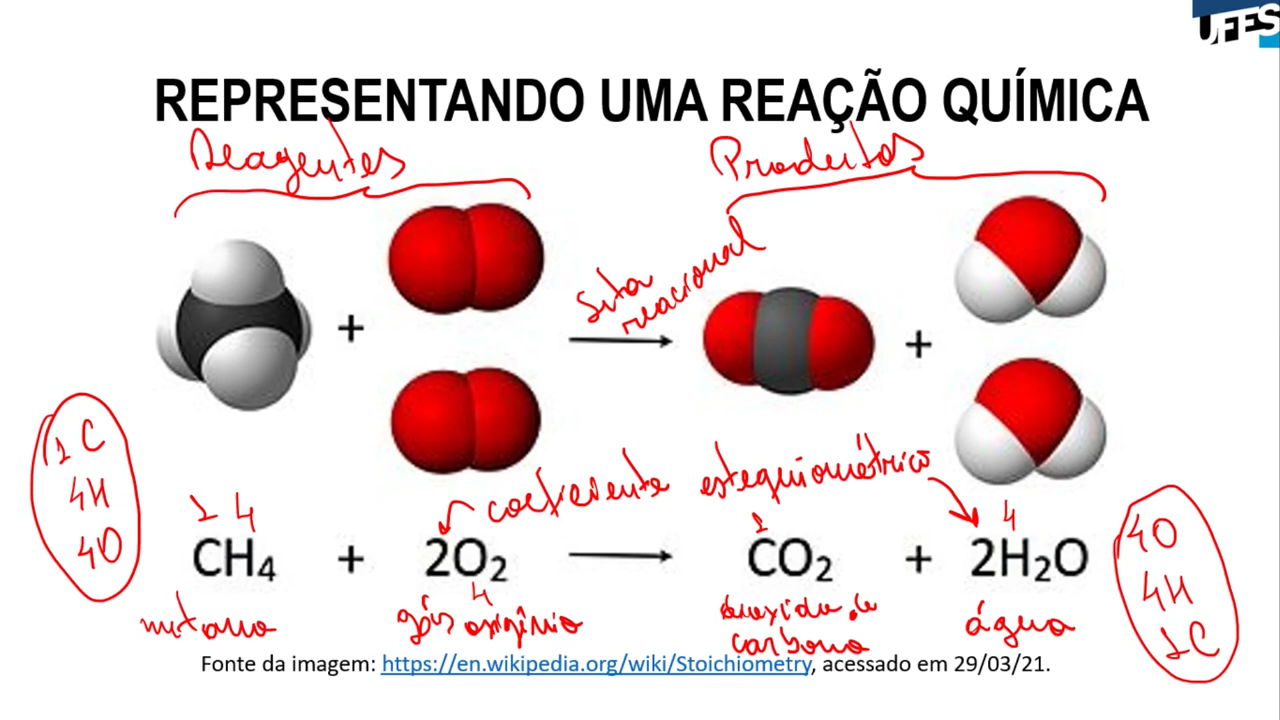 UFES
REPRESENTANDO UMA REAÇÃO QUÍMICA
Reagentes
Produtos
+
Seta reacional
+
1 C
4H
4O
coeficiente estequiométrico
1 4
1
4
CH₄ + 2O₂ → CO₂ + 2H₂O
4
metano
gás oxigênio
dioxido de
carbono
água
4O
4H
1C
Fonte da imagem: https://en.wikipedia.org/wiki/Stoichiometry, acessado em 29/03/21.